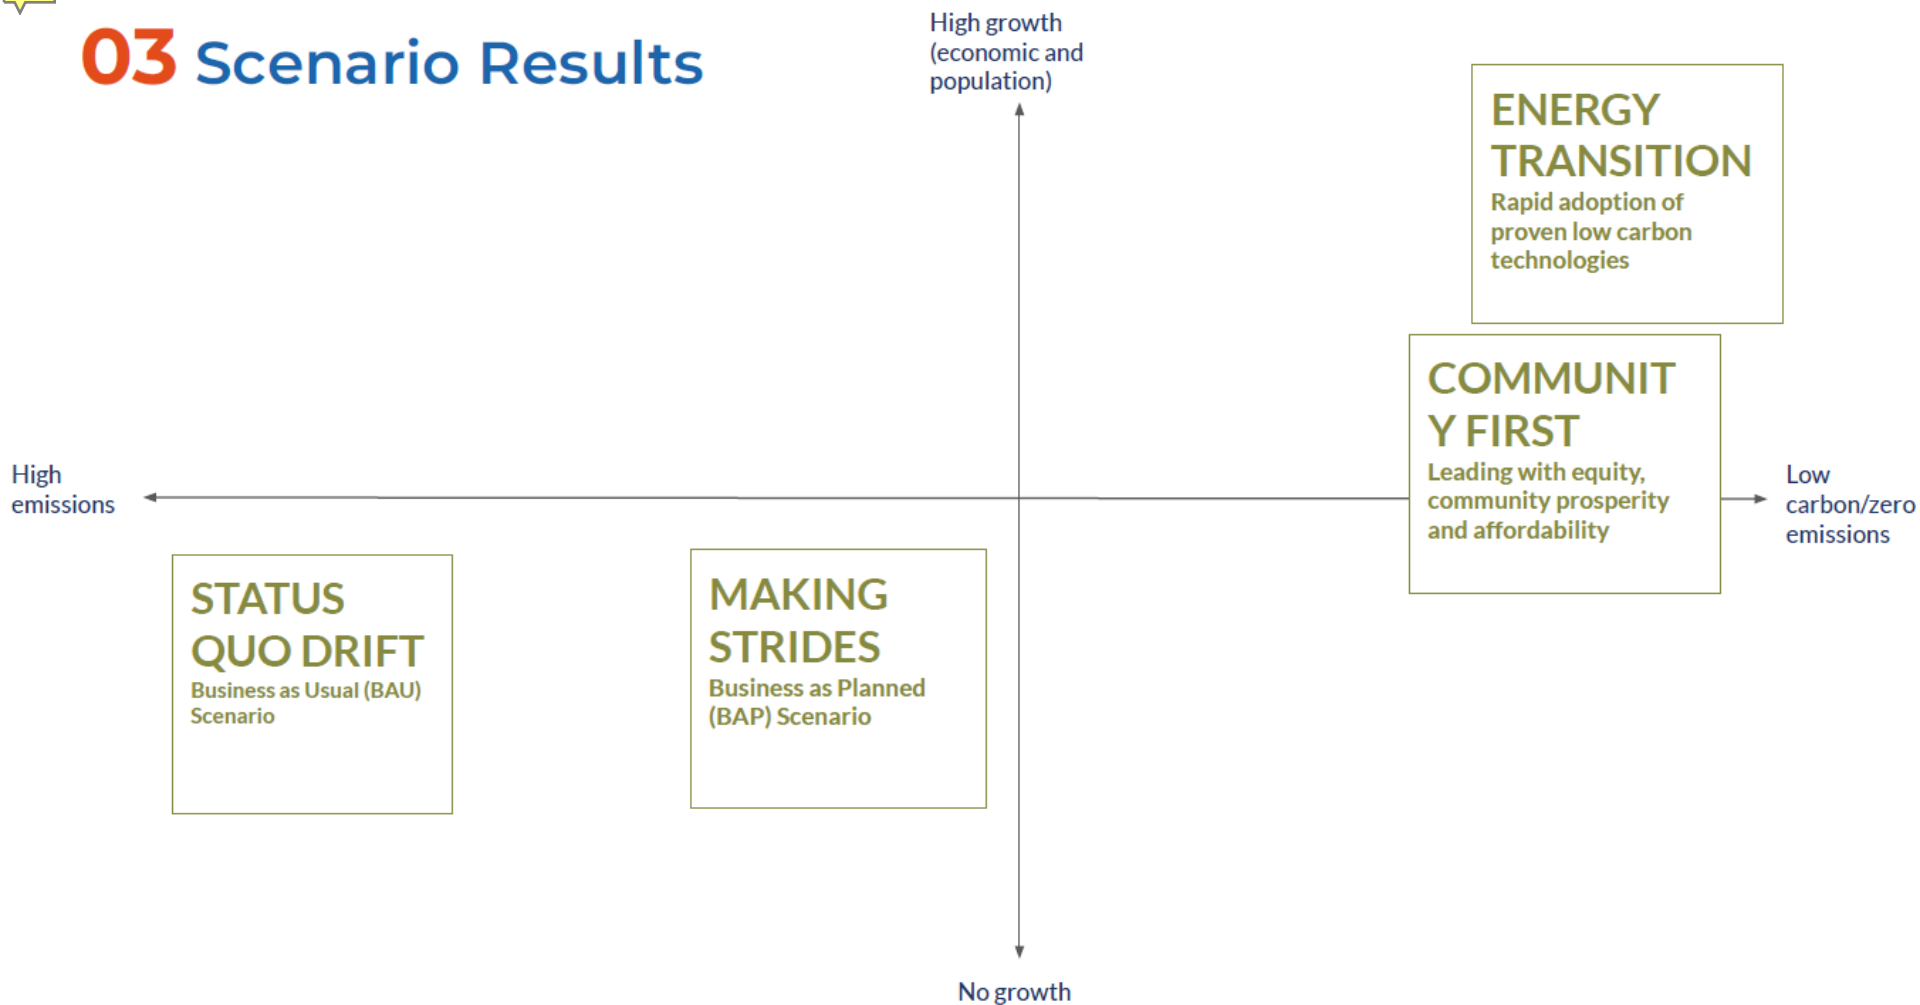 03 Scenario Results
High growth
(economic and
population)
ENERGY
TRANSITION
Rapid adoption of
proven low carbon
technologies
COMMUNIT
Y FIRST
Leading with equity,
community prosperity
and affordability
High
emissions
Low
carbon/zero
emissions
STATUS
QUO DRIFT
Business as Usual (BAU)
Scenario
MAKING
STRIDES
Business as Planned
(BAP) Scenario
No growth